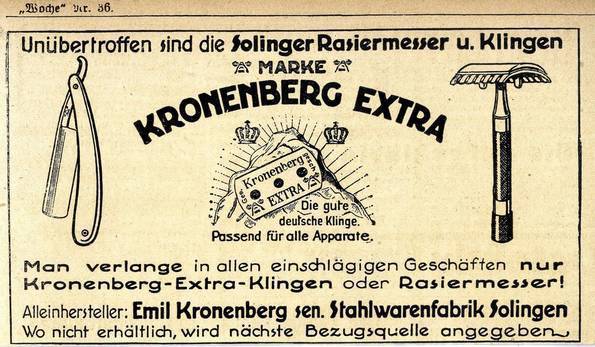 „Woche“ Nr. 36.
Unübertroffen sind die Solinger Rasiermesser u. Klingen
MARKE
KRONENBERG EXTRA
Ges. Kronenberg Gesch.
EXTRA
Die gute
deutsche Klinge.
Passend für alle Apparate.
Man verlange in allen einschlägigen Geschäften nur
Kronenberg-Extra-Klingen oder Rasiermesser!
Alleinhersteller: Emil Kronenberg sen. Stahlwarenfabrik Solingen
Wo nicht erhältlich, wird nächste Bezugsquelle angegeben